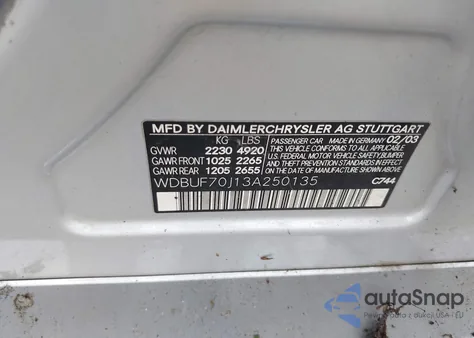 MFD BY DAIMLERCHRYSLER AG STUTTGART
KG LBS
GVWR 2230 4920
GAWR FRONT 1025 2265
GAWR REAR 1205 2655
PASSENGER CAR MADE IN GERMANY 02/03
THIS VEHICLE CONFORMS TO ALL APPLICABLE
U.S. FEDERAL MOTOR VEHICLE SAFETY, BUMPER
AND THEFT PREVENTION STANDARDS IN EFFECT
ON THE DATE OF MANUFACTURE SHOWN ABOVE
WDBUF70J13A250135
C744
autoSnap